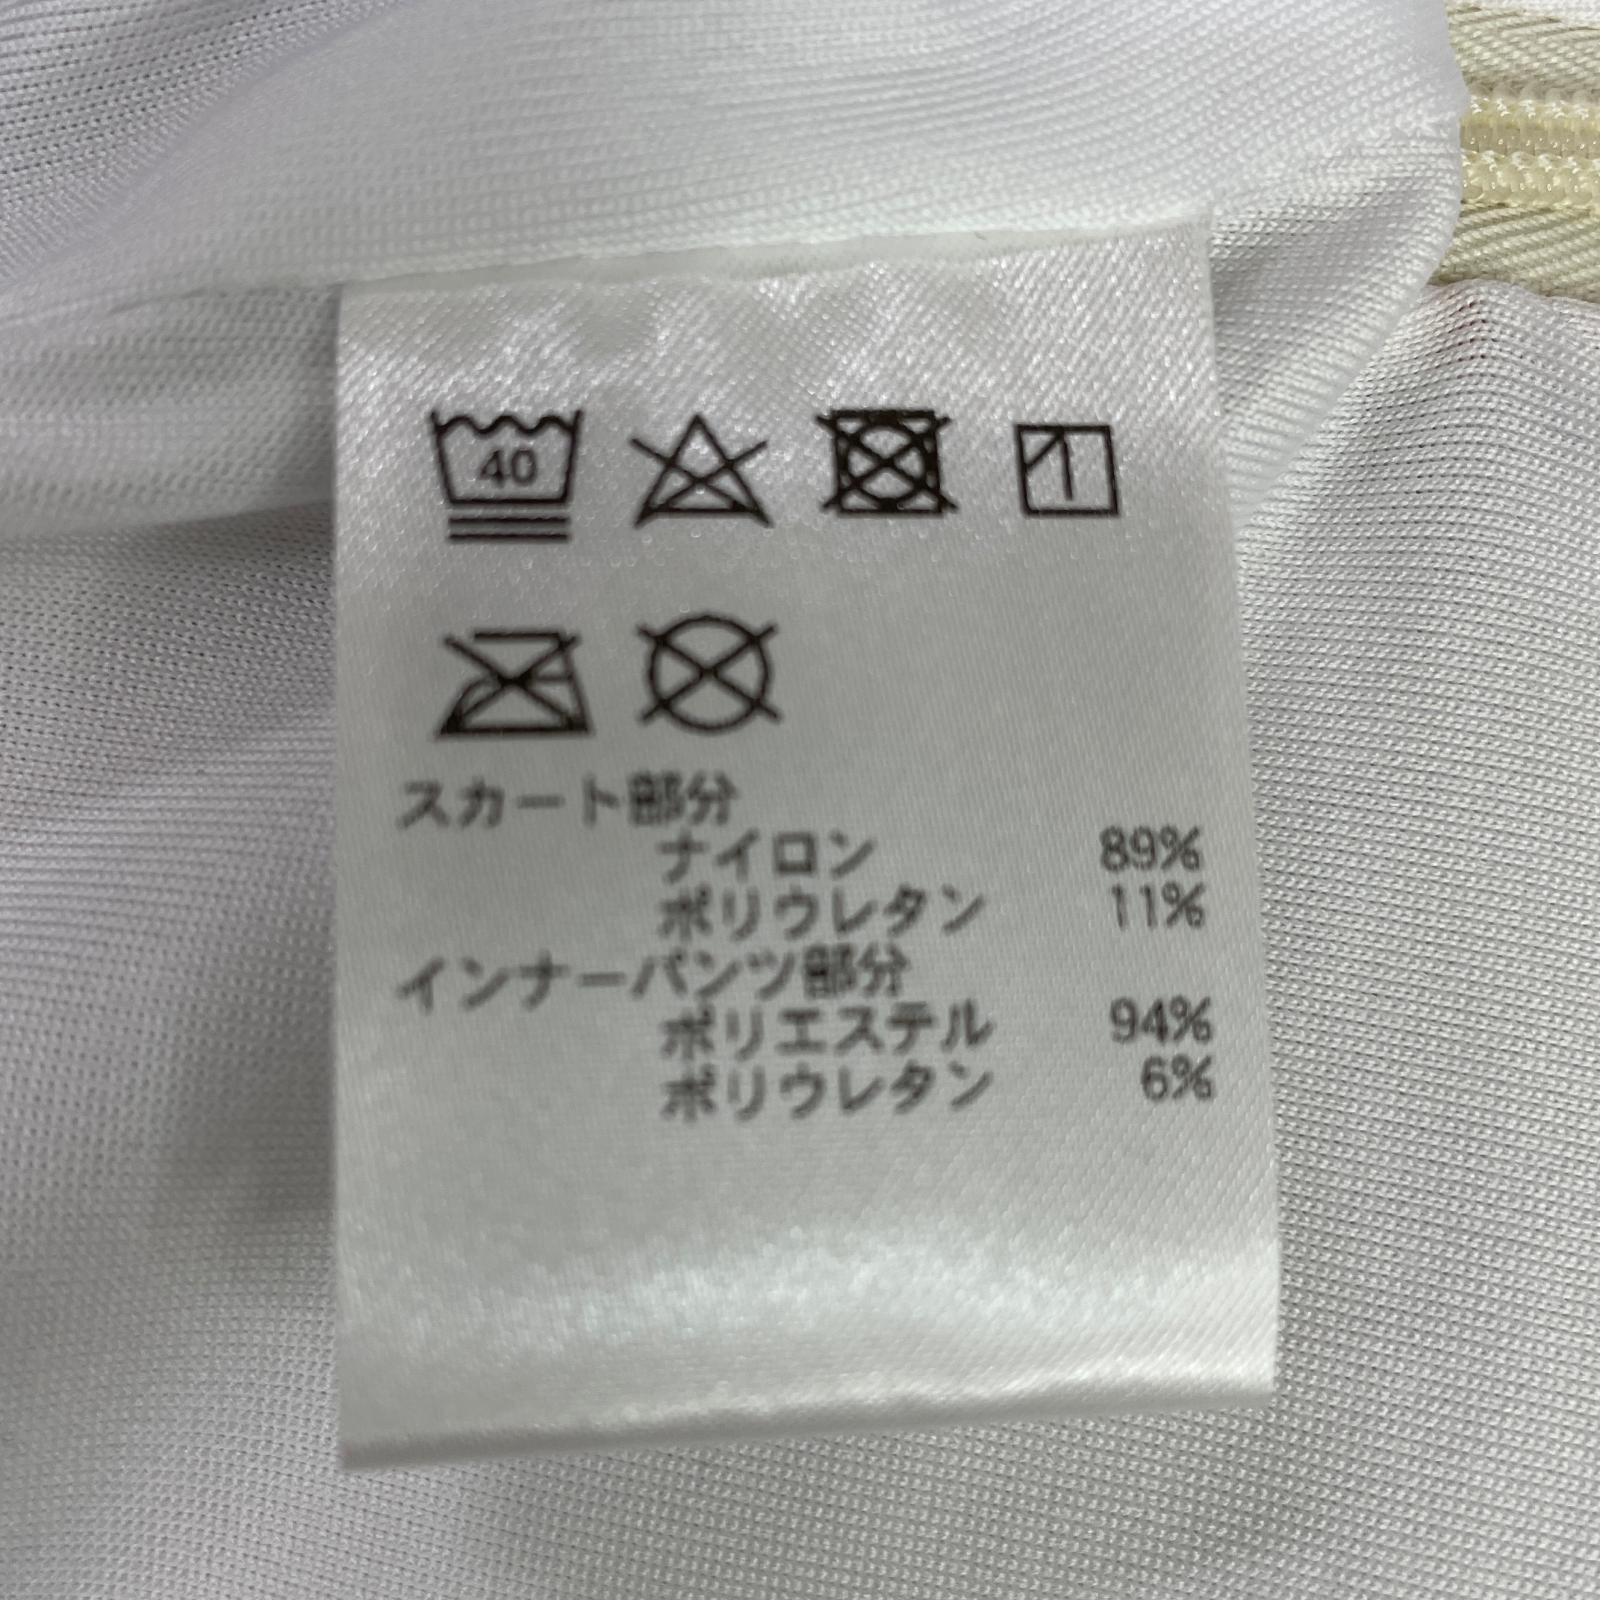 40
スカート部分
ナイロン 89%
ポリウレタン 11%
インナーパンツ部分
ポリエステル 94%
ポリウレタン 6%